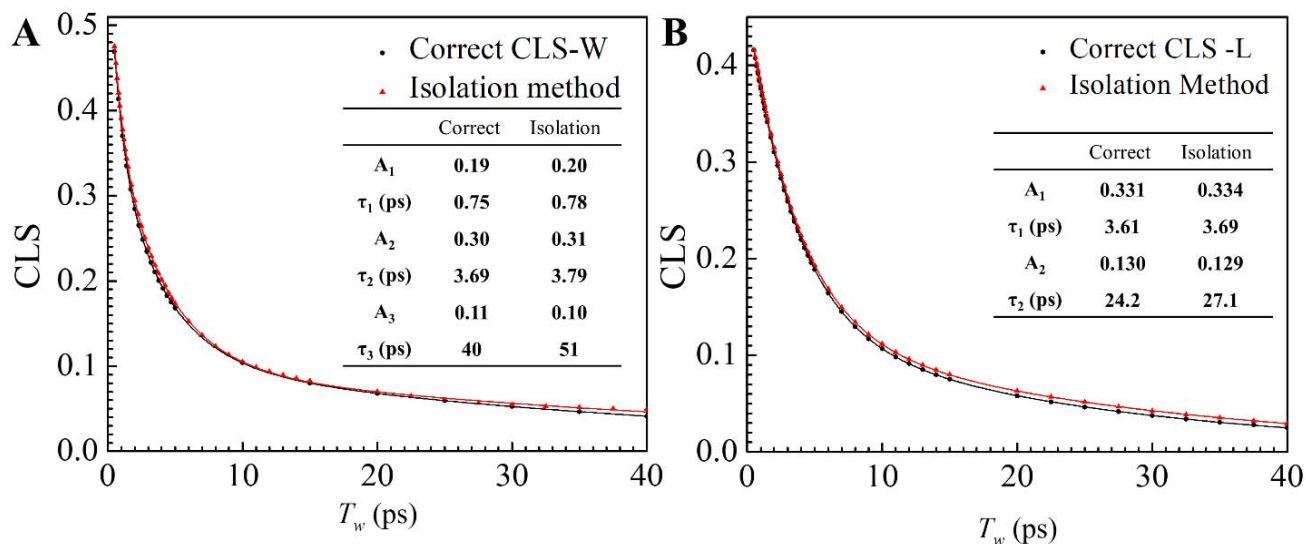 A
Correct CLS-W
Isolation method
Correct Isolation
A1 0.19 0.20
τ1 (ps) 0.75 0.78
A2 0.30 0.31
τ2 (ps) 3.69 3.79
A3 0.11 0.10
τ3 (ps) 40 51
CLS
0.5
0.4
0.3
0.2
0.1
0.0
0 10 20 30 40
Tw (ps)
B
Correct CLS -L
Isolation Method
Correct Isolation
A1 0.331 0.334
τ1 (ps) 3.61 3.69
A2 0.130 0.129
τ2 (ps) 24.2 27.1
CLS
0.4
0.3
0.2
0.1
0.0
0 10 20 30 40
Tw (ps)